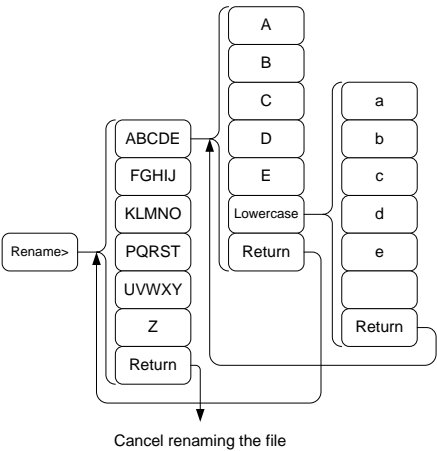 Rename>
ABCDE
FGHIJ
KLMNO
PQRST
UVWXY
Z
Return
A
B
C
D
E
Lowercase
Return
a
b
c
d
e
Return
Cancel renaming the file